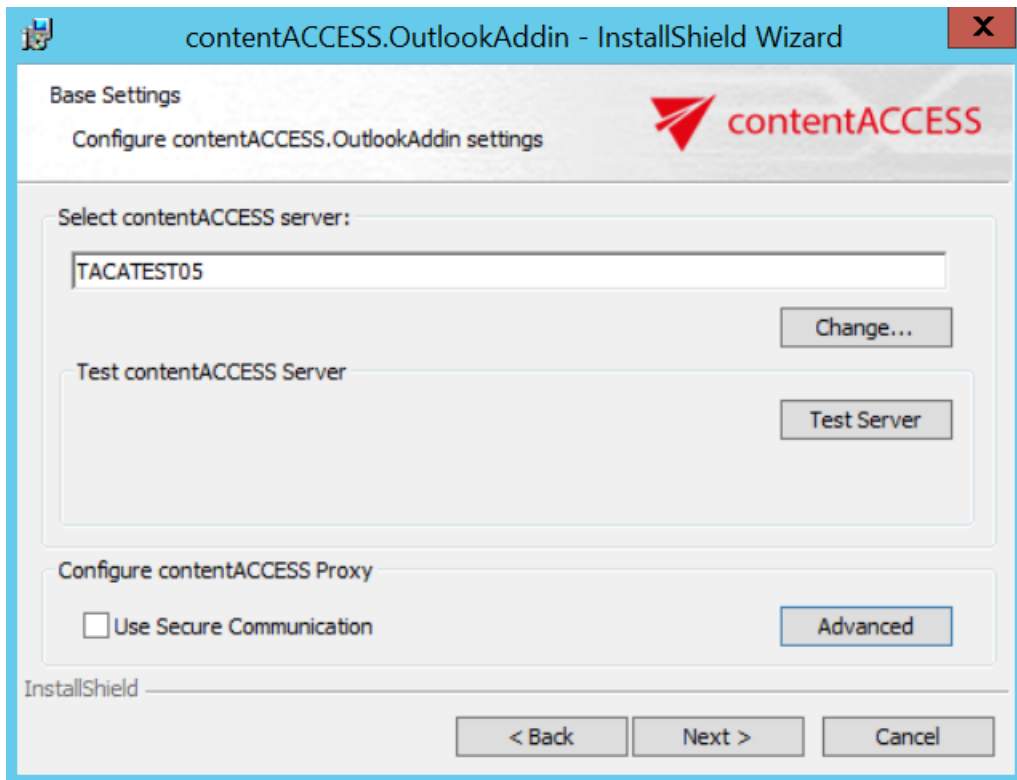 contentACCESS.OutlookAddin - InstallShield Wizard
X
Base Settings
Configure contentACCESS.OutlookAddin settings
contentACCESS
Select contentACCESS server:
TACATEST05
Change...
Test contentACCESS Server
Test Server
Configure contentACCESS Proxy
Use Secure Communication
Advanced
InstallShield
< Back
Next >
Cancel